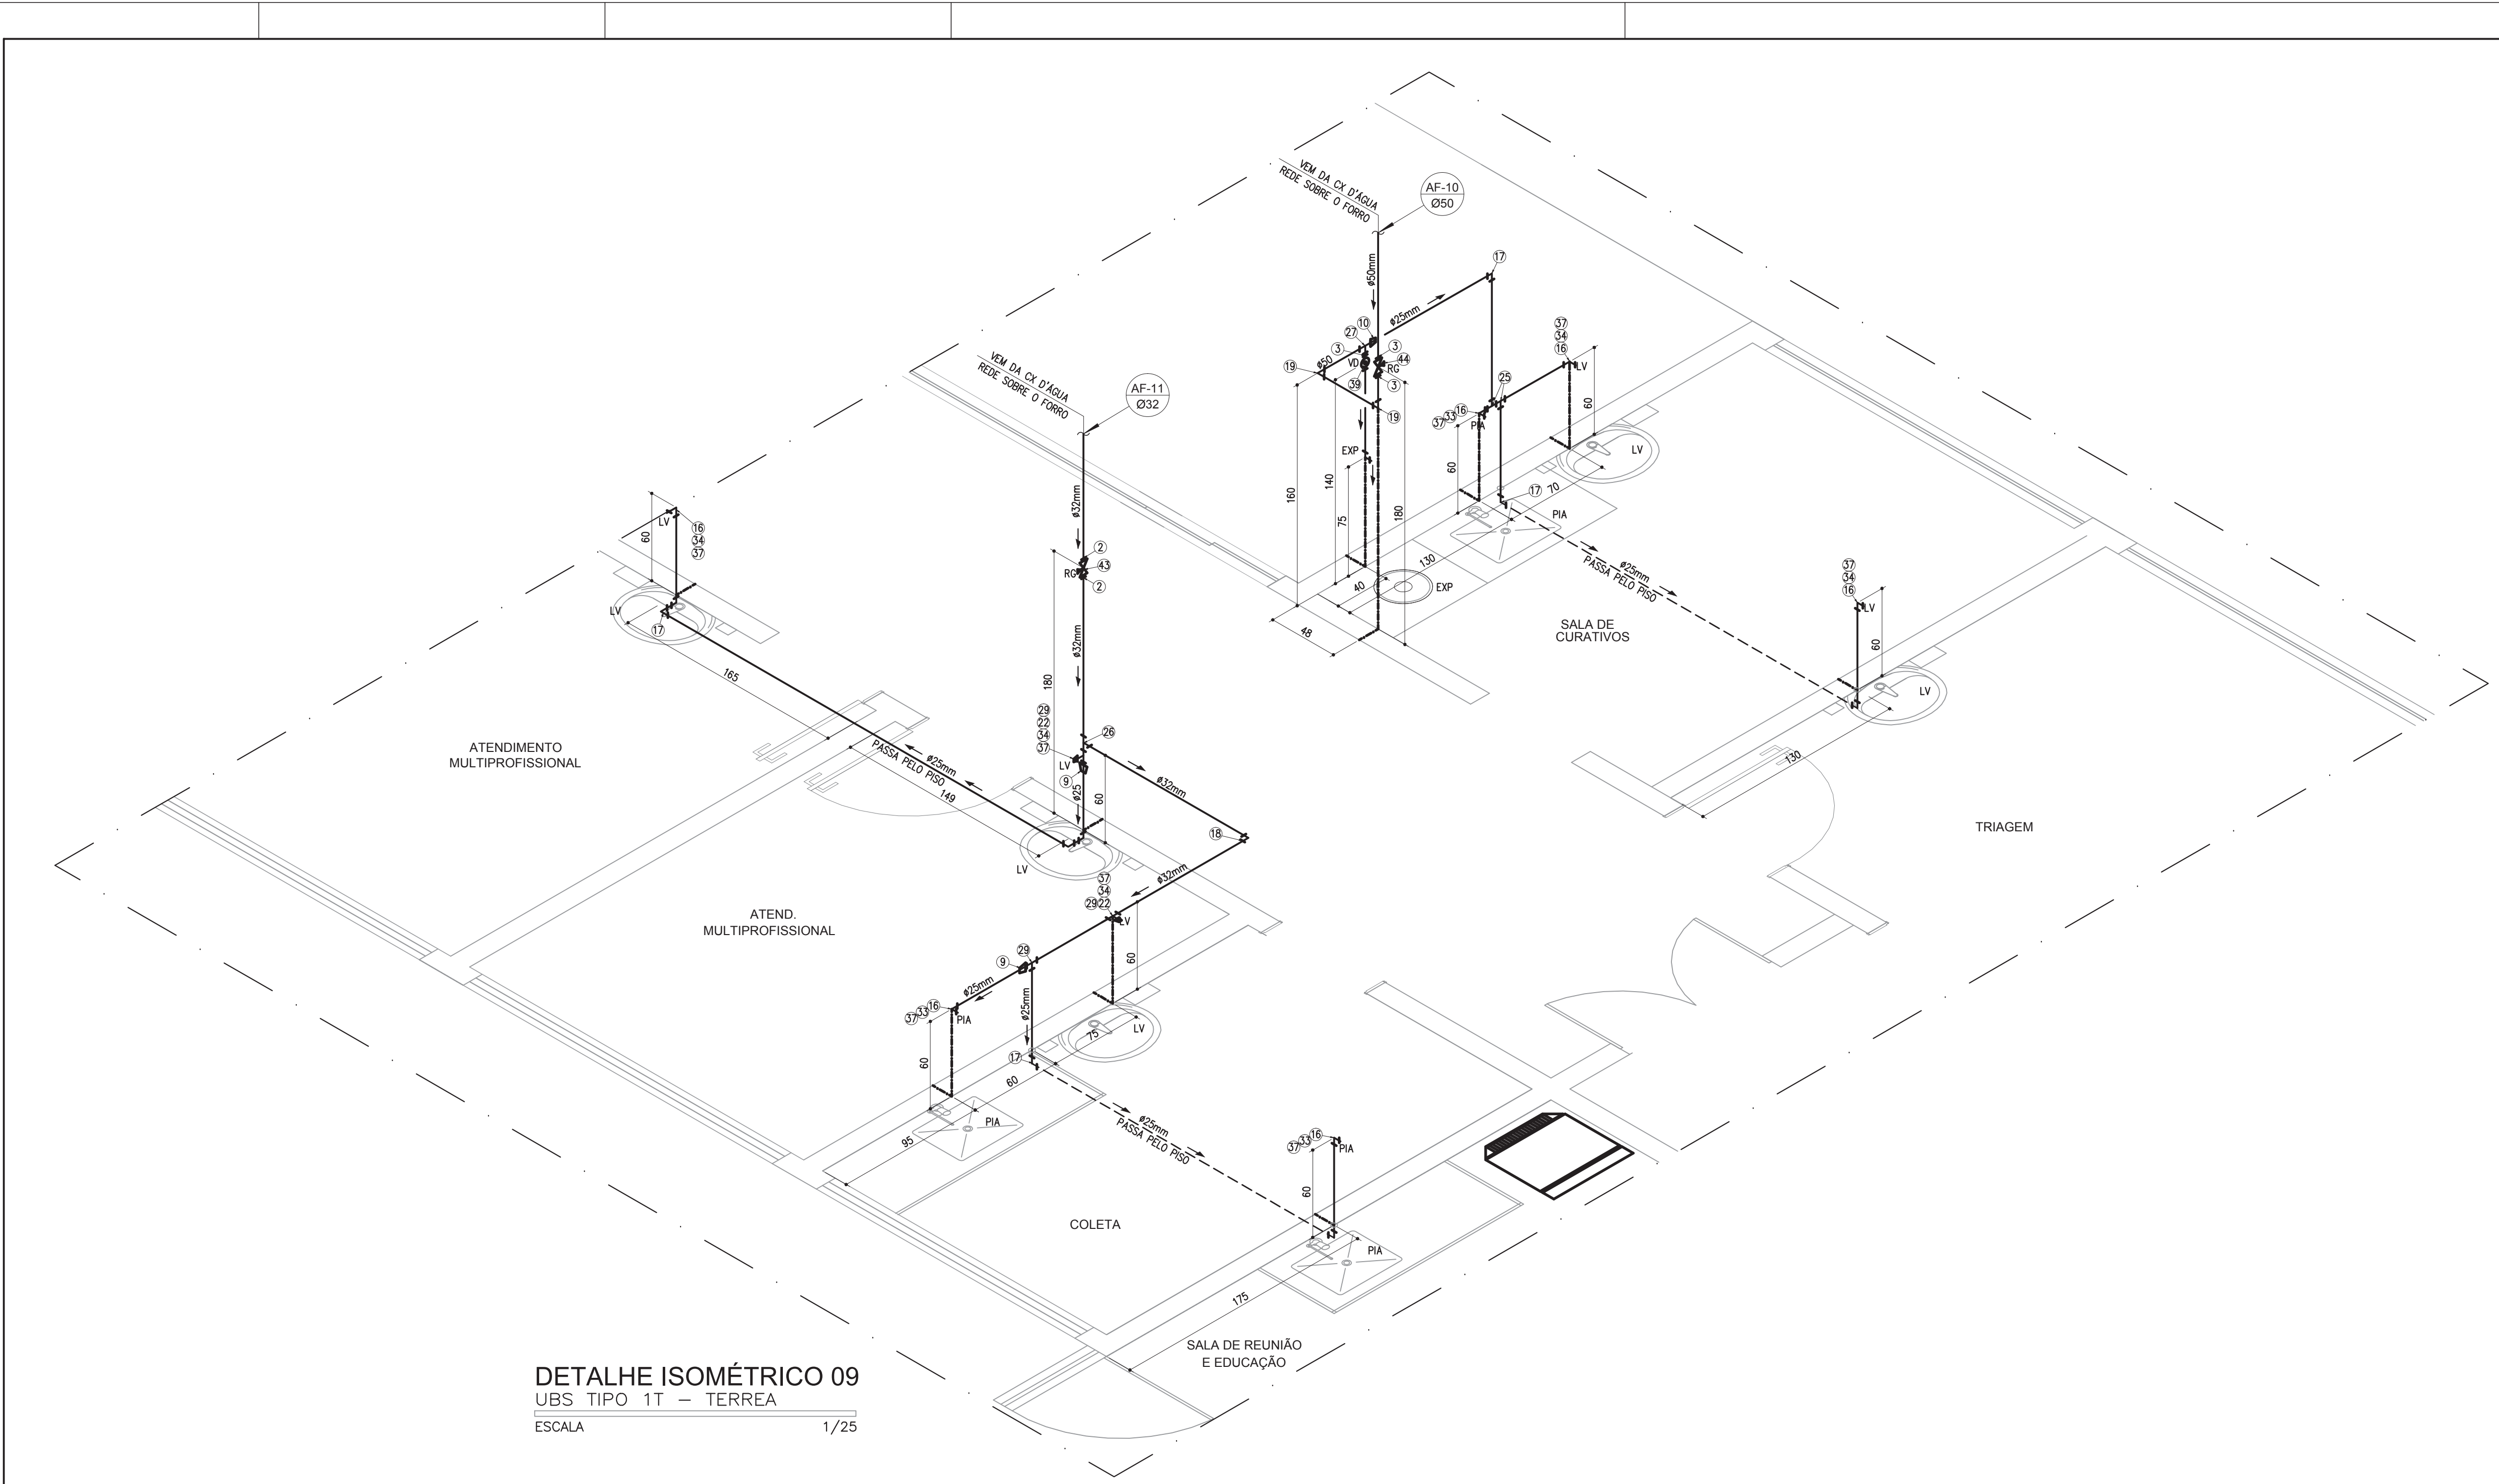 VEM DA CX D'ÁGUA
REDE SOBRE O FORRO
AF-10
Ø50
ø50mm
17
ø25mm
10
27
3
3
44
VD
RG
ø50
19
39
3
19
37
34
16
LV
60
25
37 33 16
PIA
60
EXP
160
140
75
180
LV
17
70
PIA
130
40
EXP
48
ø25mm
PASSA PELO PISO
SALA DE
CURATIVOS
37
34
16
LV
60
LV
130
TRIAGEM
VEM DA CX D'ÁGUA
REDE SOBRE O FORRO
AF-11
Ø32
ø32mm
2
43
RG
2
ø32mm
180
LV
16
34
37
60
LV
17
165
ATENDIMENTO
MULTIPROFISSIONAL
ø25mm
PASSA PELO PISO
149
29
22
34
37
26
LV
9
ø25
60
ø32mm
18
LV
ø32mm
37
34
29 22
LV
60
ATEND.
MULTIPROFISSIONAL
29
9
ø25mm
37 33 16
PIA
ø25mm
60
17
75
LV
60
PIA
95
ø25mm
PASSA PELO PISO
37 33 16
PIA
60
COLETA
PIA
175
SALA DE REUNIÃO
E EDUCAÇÃO
DETALHE ISOMÉTRICO 09
UBS TIPO 1T - TERREA
ESCALA 1/25